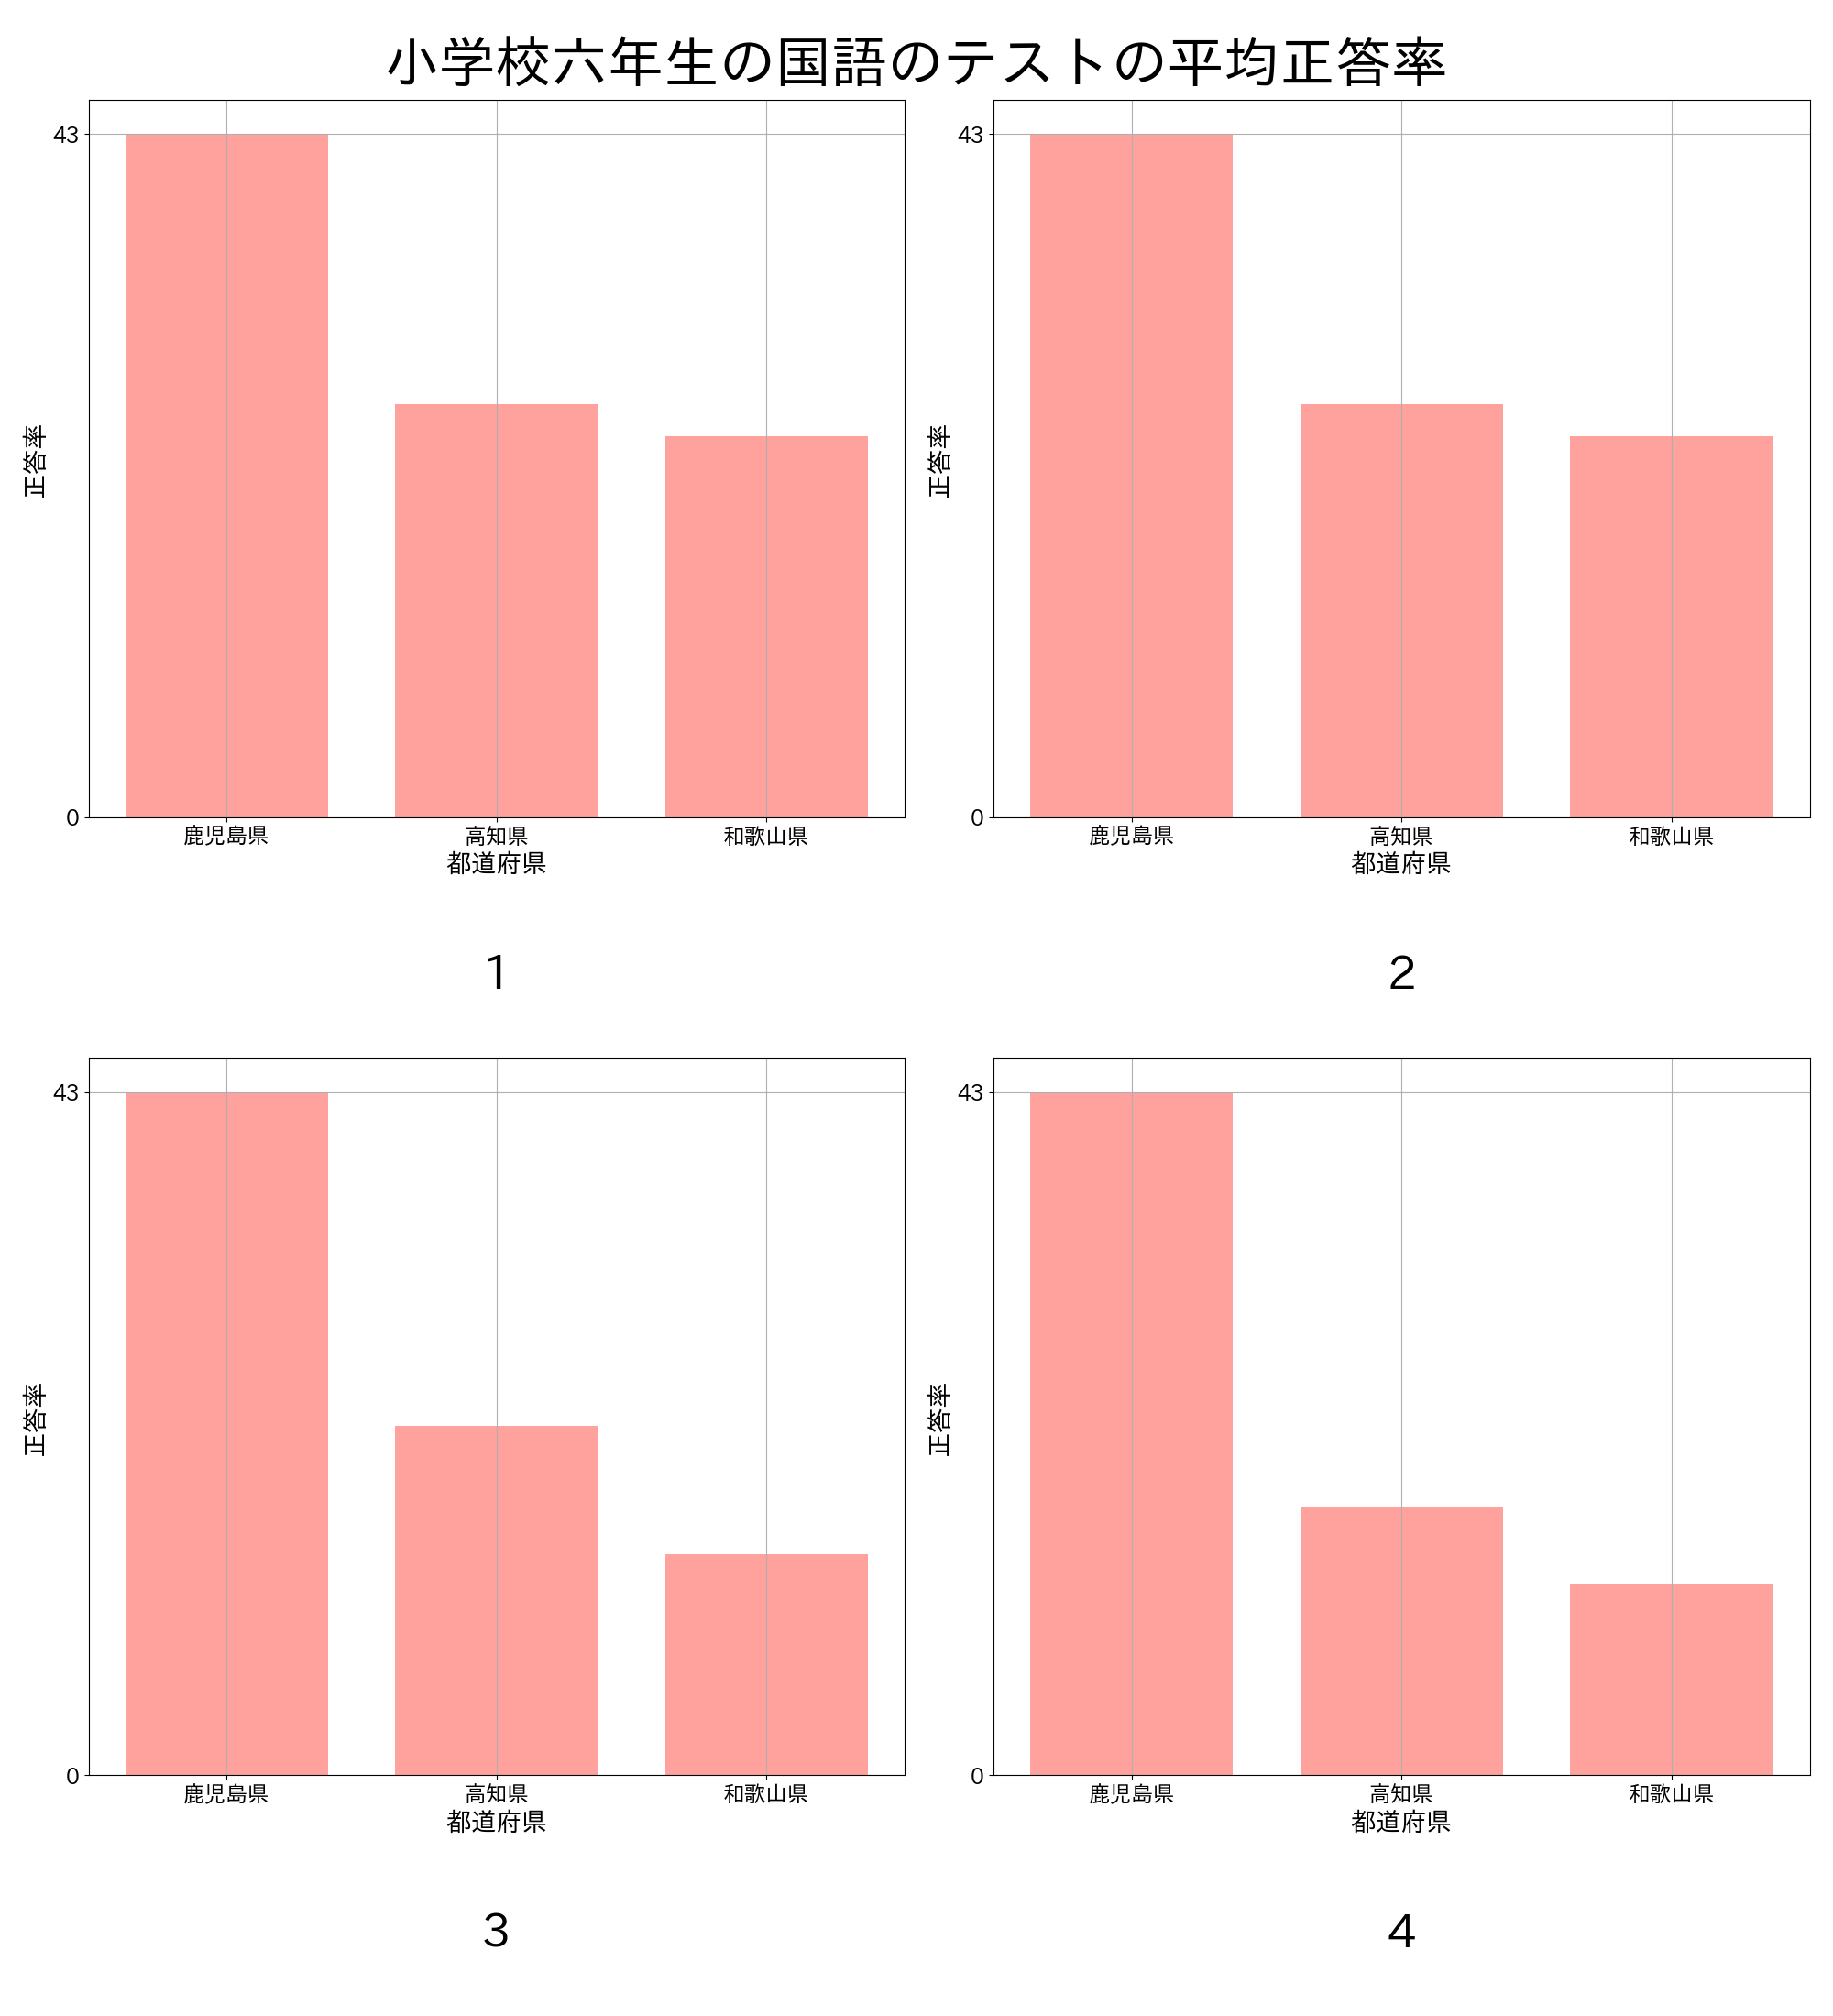 小学校六年生の国語のテストの平均正答率
43
0
正答率
鹿児島県 高知県 和歌山県
都道府県
1
43
0
正答率
鹿児島県 高知県 和歌山県
都道府県
2
43
0
正答率
鹿児島県 高知県 和歌山県
都道府県
3
43
0
正答率
鹿児島県 高知県 和歌山県
都道府県
4